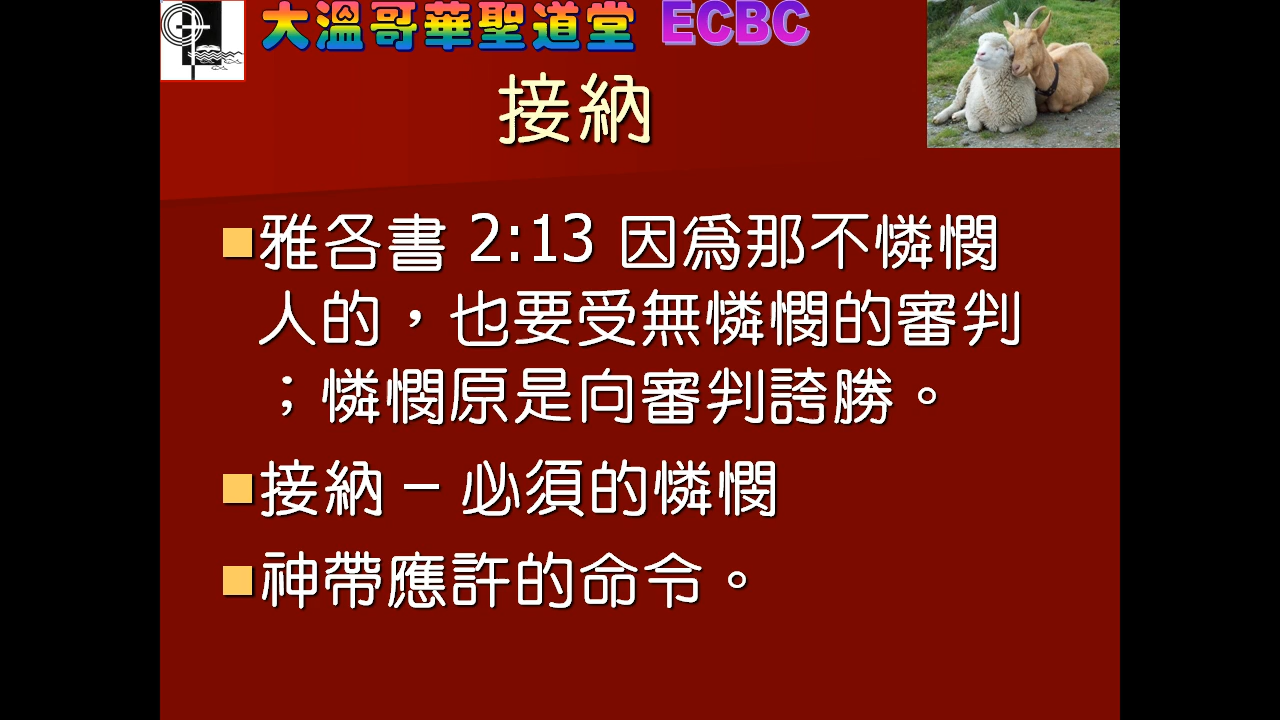 大溫哥華聖道堂 ECBC
接納
雅各書 2:13 因爲那不憐憫
人的，也要受無憐憫的審判
；憐憫原是向審判誇勝。
接納 – 必須的憐憫
神帶應許的命令。